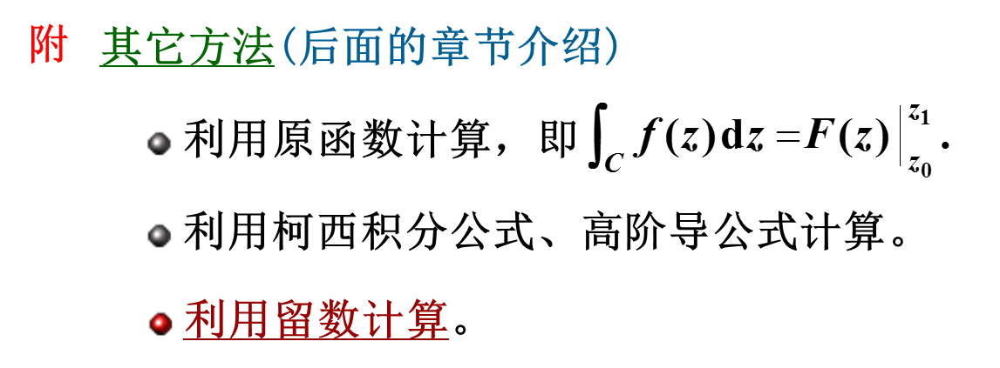 附 其它方法(后面的章节介绍)
利用原函数计算，即 ∫_C f(z)dz=F(z)|_{z₀}^{z₁}.
利用柯西积分公式、高阶导公式计算。
利用留数计算。